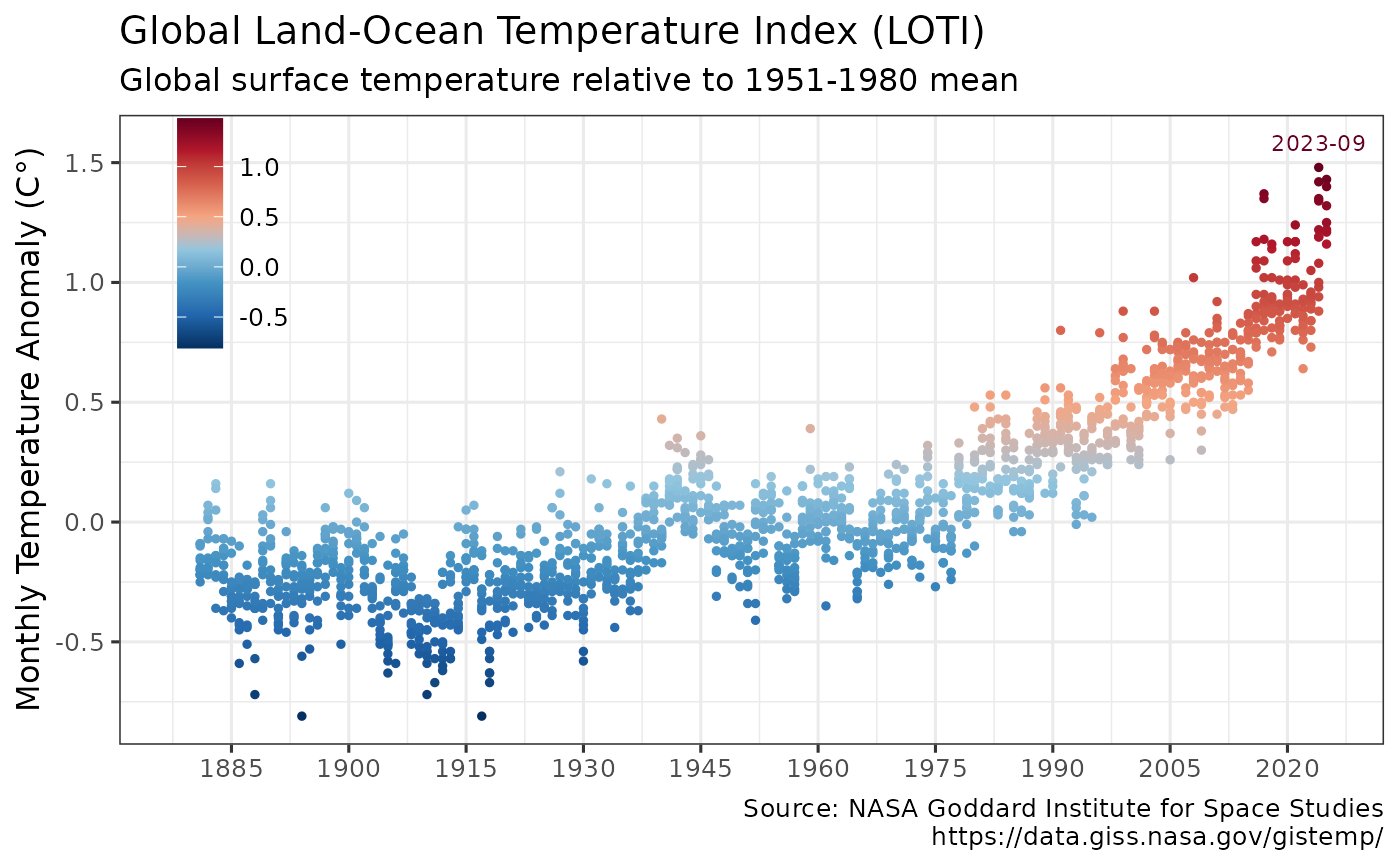 Global Land-Ocean Temperature Index (LOTI)
Global surface temperature relative to 1951-1980 mean
Monthly Temperature Anomaly (C°)
1.5
1.0
0.5
0.0
-0.5
1.0
0.5
0.0
-0.5
2023-09
1885 1900 1915 1930 1945 1960 1975 1990 2005 2020
Source: NASA Goddard Institute for Space Studies
https://data.giss.nasa.gov/gistemp/